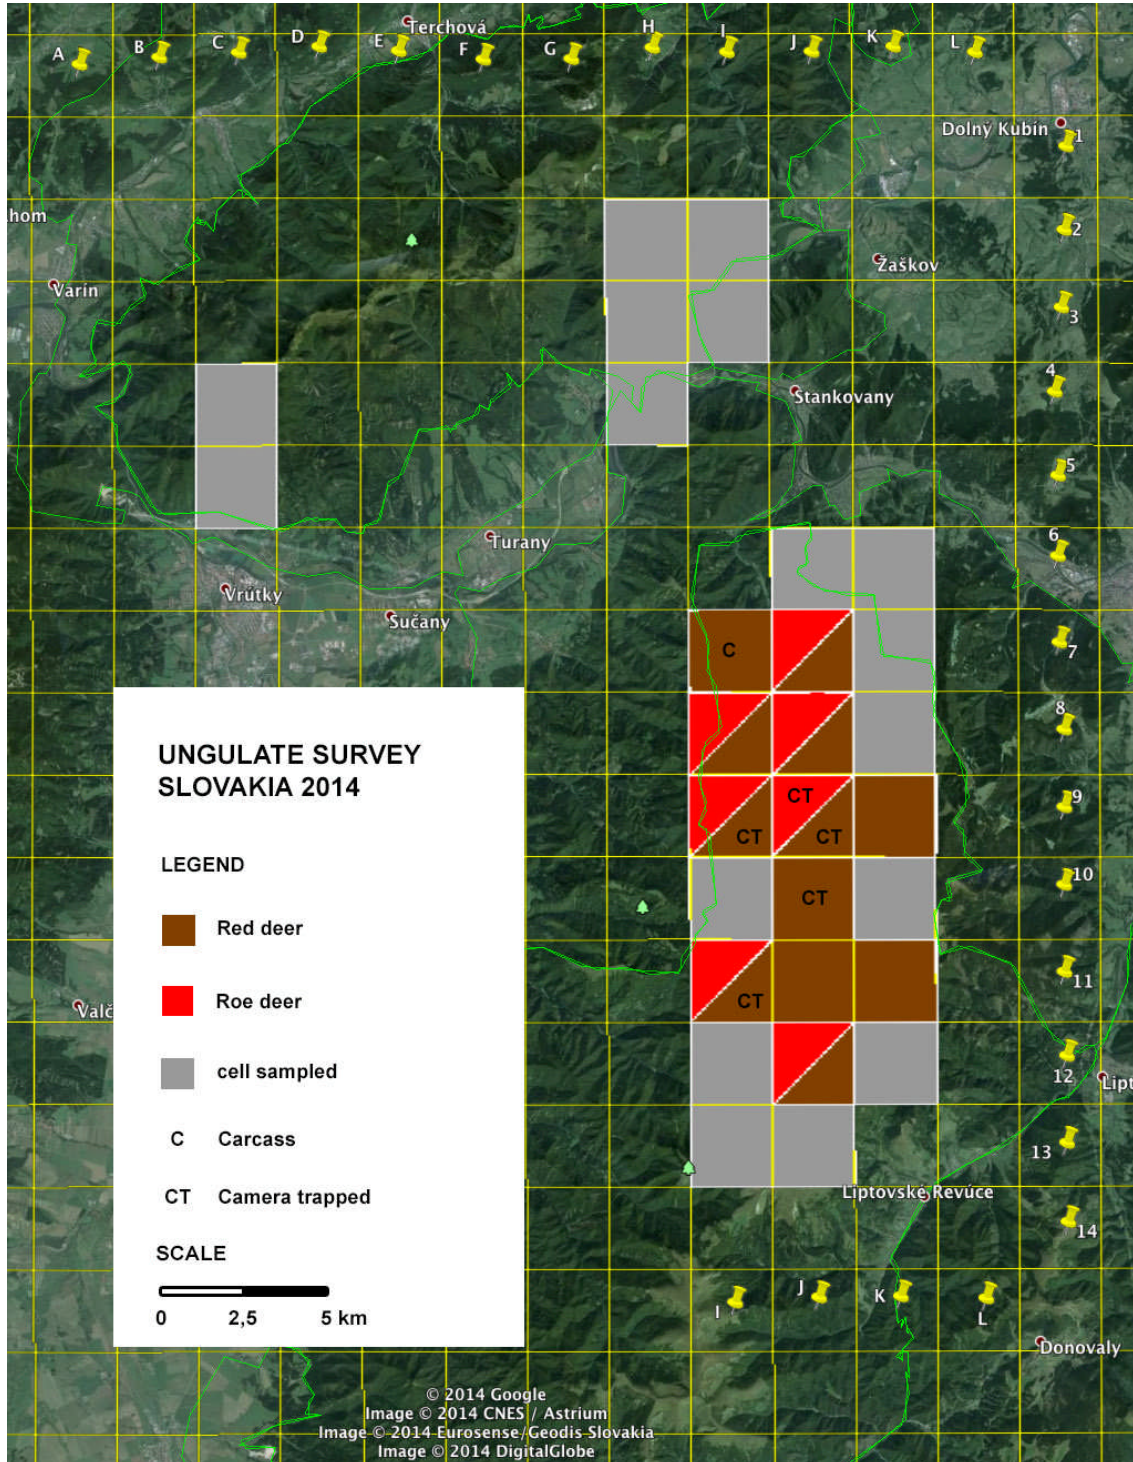 Terchová
A B C D E F G H I J K L
Dolný Kubín
1
hom
2
Žaškov
Varín
3
4
Stankovany
5
Turany
6
Vrútky
Sučany
7
C
8
UNGULATE SURVEY
SLOVAKIA 2014
9
CT
CT CT
LEGEND
10
CT
Red deer
11
CT
Roe deer
Valč
12
Lipt
cell sampled
C Carcass
13
CT Camera trapped
Liptovské Revúce
14
SCALE
I J K L
0 2,5 5 km
Donovaly
© 2014 Google
Image © 2014 CNES / Astrium
Image © 2014 Eurosense/Geodis Slovakia
Image © 2014 DigitalGlobe